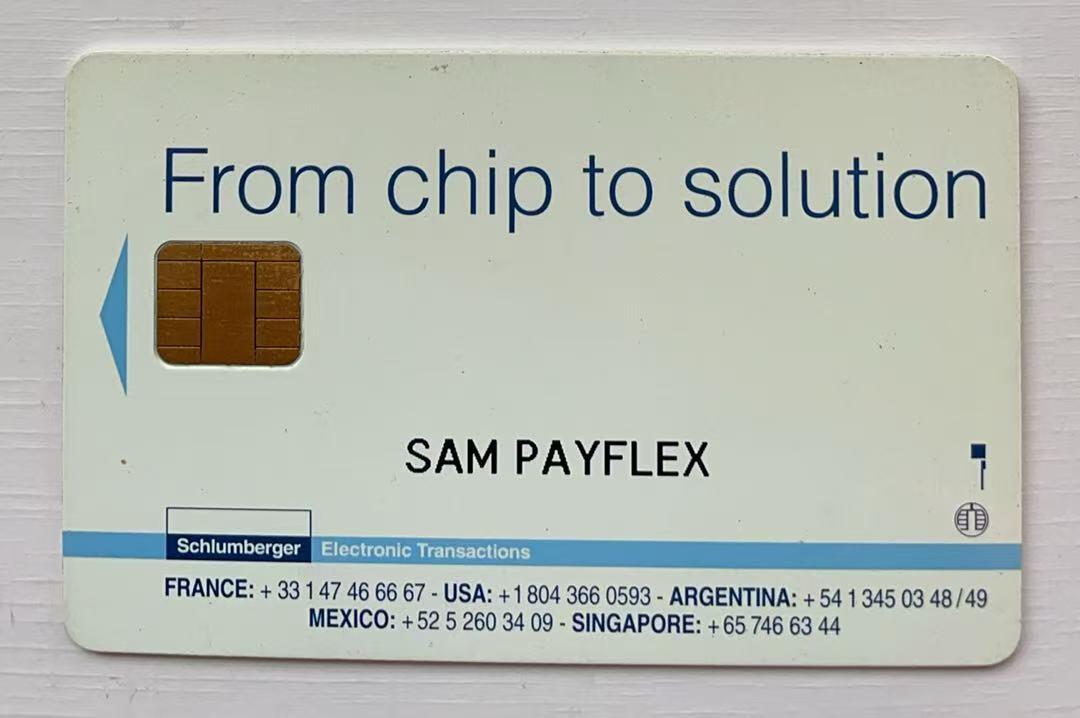 From chip to solution
SAM PAYFLEX
Schlumberger Electronic Transactions
FRANCE: + 33 1 47 46 66 67 - USA: +1 804 366 0593 - ARGENTINA: + 54 1 345 03 48/49
MEXICO: +52 5 260 34 09 - SINGAPORE: +65 746 63 44